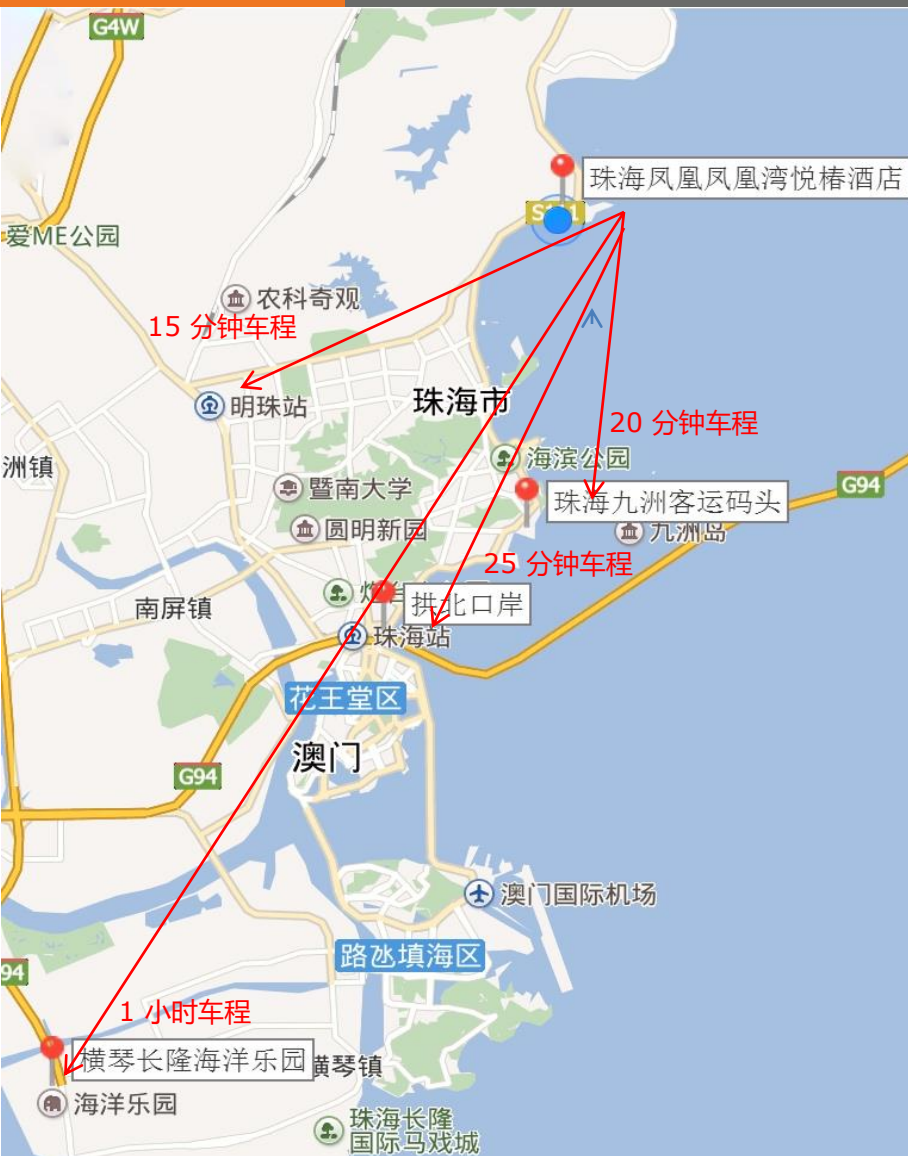 G4W
珠海凤凰凤凰湾悦椿酒店
爱ME公园
农科奇观
15 分钟车程
明珠站
珠海市
20 分钟车程
海滨公园
洲镇
暨南大学
G94
珠海九洲客运码头
圆明新园
九洲岛
25 分钟车程
南屏镇
拱北口岸
珠海站
花王堂区
澳门
G94
澳门国际机场
路氹填海区
94
1 小时车程
横琴长隆海洋乐园
横琴镇
海洋乐园
珠海长隆
国际马戏城